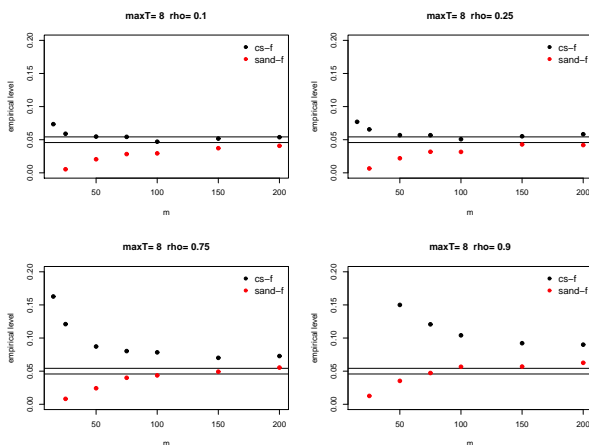 maxT= 8 rho= 0.1
empirical level
0.00 0.05 0.10 0.15 0.20
cs−f
sand−f
50 100 150 200
m
maxT= 8 rho= 0.25
empirical level
0.00 0.05 0.10 0.15 0.20
cs−f
sand−f
50 100 150 200
m
maxT= 8 rho= 0.75
empirical level
0.00 0.05 0.10 0.15 0.20
cs−f
sand−f
50 100 150 200
m
maxT= 8 rho= 0.9
empirical level
0.00 0.05 0.10 0.15 0.20
cs−f
sand−f
50 100 150 200
m